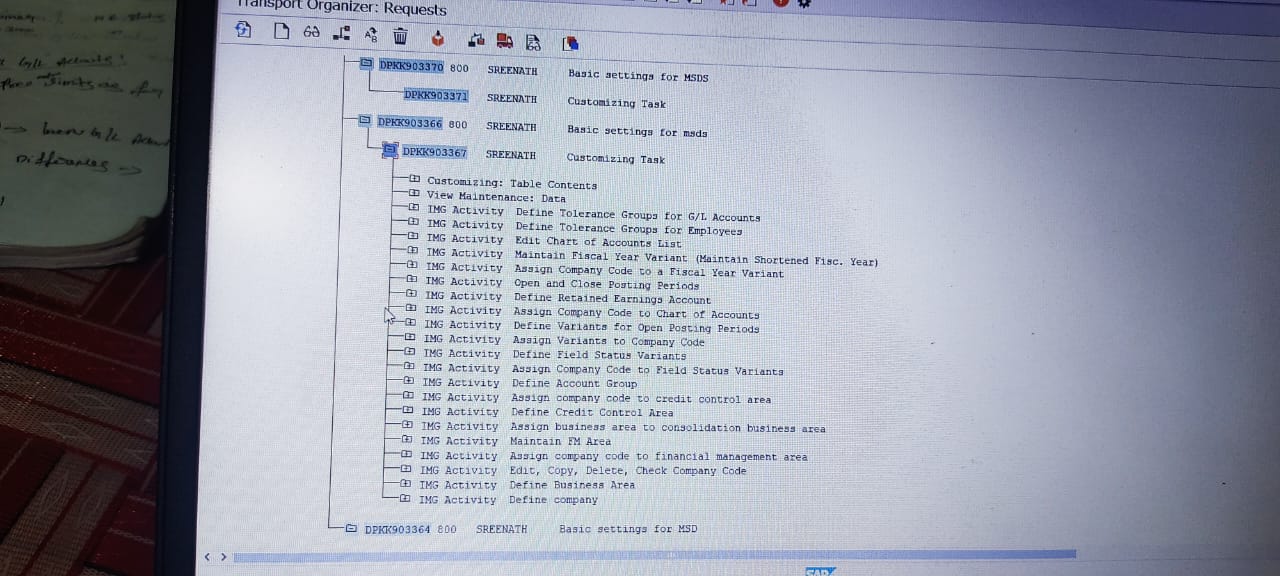 Transport Organizer: Requests
DPKK903370 800 SREENATH Basic settings for MSDS
DPKK903371 SREENATH Customizing Task
DPKK903366 800 SREENATH Basic settings for msds
DPKK903367 SREENATH Customizing Task
Customizing: Table Contents
View Maintenance: Data
IMG Activity Define Tolerance Groups for G/L Accounts
IMG Activity Define Tolerance Groups for Employees
IMG Activity Edit Chart of Accounts List
IMG Activity Maintain Fiscal Year Variant (Maintain Shortened Fisc. Year)
IMG Activity Assign Company Code to a Fiscal Year Variant
IMG Activity Open and Close Posting Periods
IMG Activity Define Retained Earnings Account
IMG Activity Assign Company Code to Chart of Accounts
IMG Activity Define Variants for Open Posting Periods
IMG Activity Assign Variants to Company Code
IMG Activity Define Field Status Variants
IMG Activity Assign Company Code to Field Status Variants
IMG Activity Define Account Group
IMG Activity Assign company code to credit control area
IMG Activity Define Credit Control Area
IMG Activity Assign business area to consolidation business area
IMG Activity Maintain FM Area
IMG Activity Assign company code to financial management area
IMG Activity Edit, Copy, Delete, Check Company Code
IMG Activity Define Business Area
IMG Activity Define company
DPKK903364 800 SREENATH Basic settings for MSD
SAP